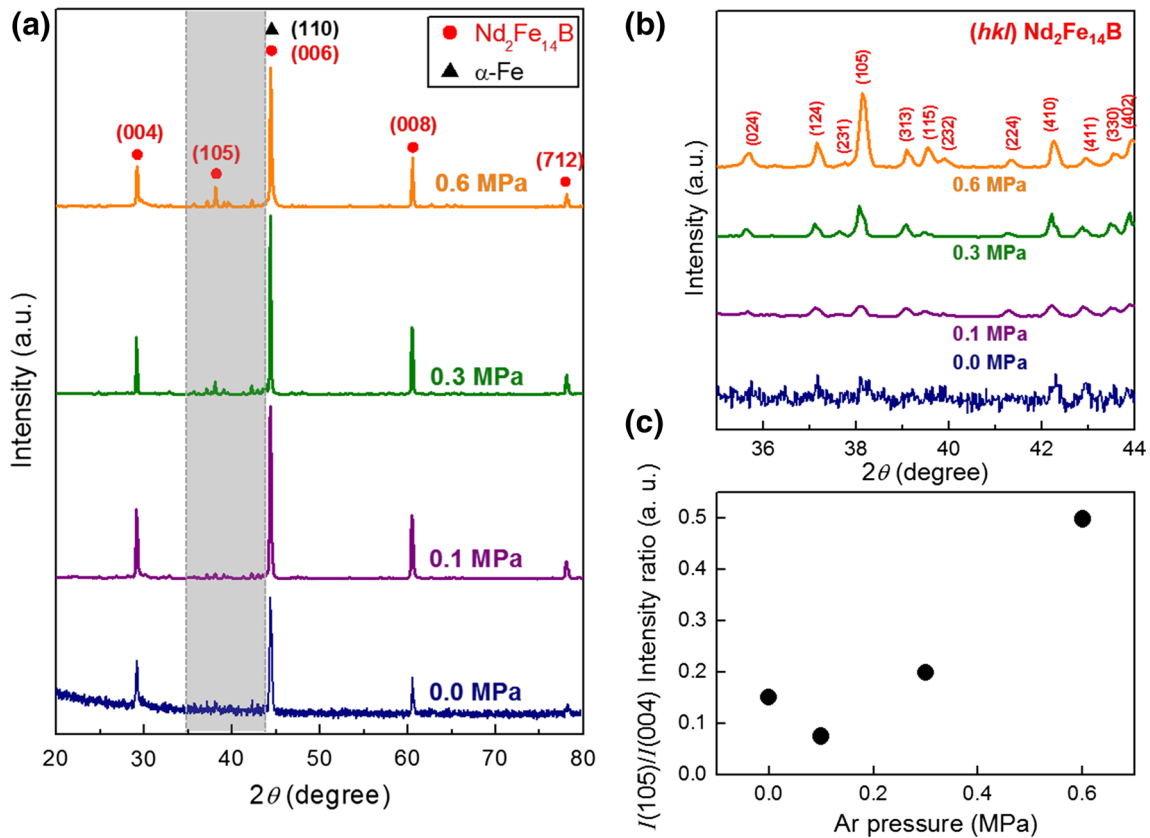 (a)
(110)
(006)
Nd₂Fe₁₄B
α-Fe
(004)
(105)
(008)
(712)
0.6 MPa
0.3 MPa
0.1 MPa
0.0 MPa
Intensity (a.u.)
20 30 40 50 60 70 80
2θ (degree)
(b)
(hkl) Nd₂Fe₁₄B
(024)
(124)
(231)
(105)
(313)
(115)
(232)
(224)
(410)
(411)
(330)
(402)
0.6 MPa
0.3 MPa
0.1 MPa
0.0 MPa
Intensity (a.u.)
36 38 40 42 44
2θ (degree)
(c)
I(105)/I(004) Intensity ratio (a. u.)
0.5
0.4
0.3
0.2
0.1
0.0
0.0 0.2 0.4 0.6
Ar pressure (MPa)